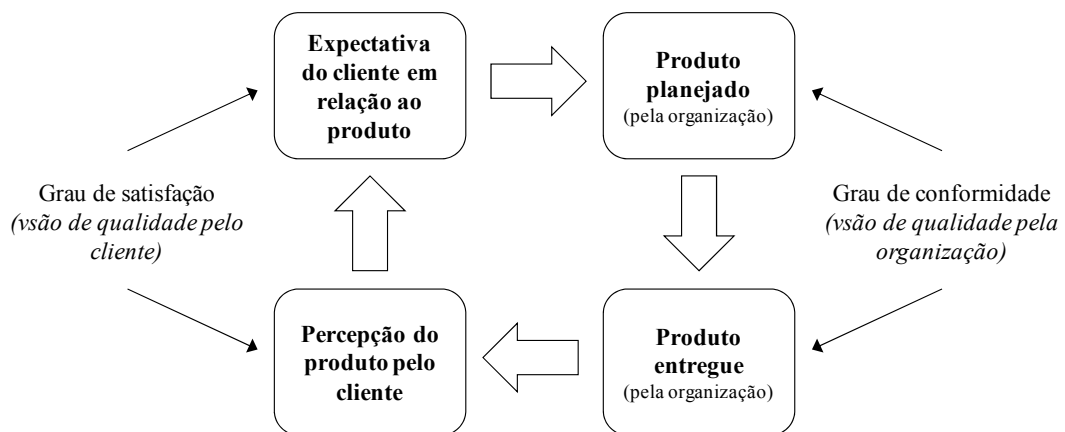 Expectativa
do cliente em
relação ao
produto
Produto
planejado
(pela organização)
Grau de satisfação
(vsão de qualidade pelo
cliente)
Grau de conformidade
(vsão de qualidade pela
organização)
Percepção do
produto pelo
cliente
Produto
entregue
(pela organização)